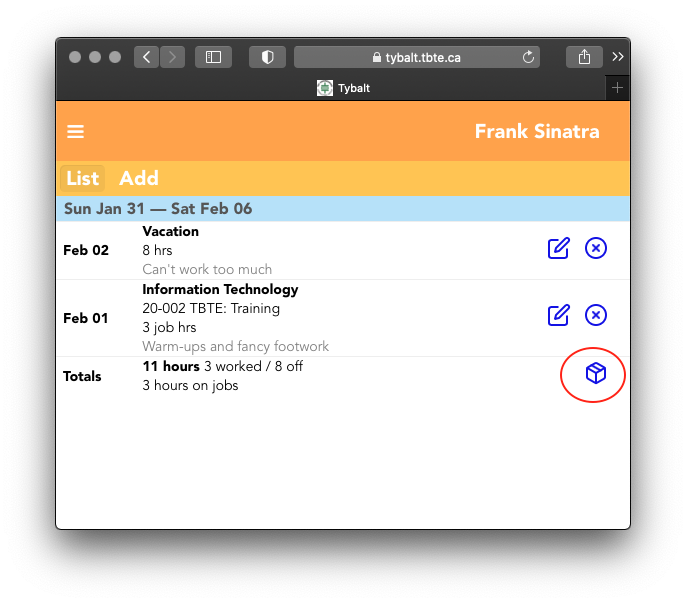 tybalt.tbte.ca
Tybalt
Frank Sinatra
List Add
Sun Jan 31 — Sat Feb 06
Vacation
Feb 02
8 hrs
Can't work too much
Information Technology
20-002 TBTE: Training
Feb 01
3 job hrs
Warm-ups and fancy footwork
11 hours 3 worked / 8 off
Totals
3 hours on jobs